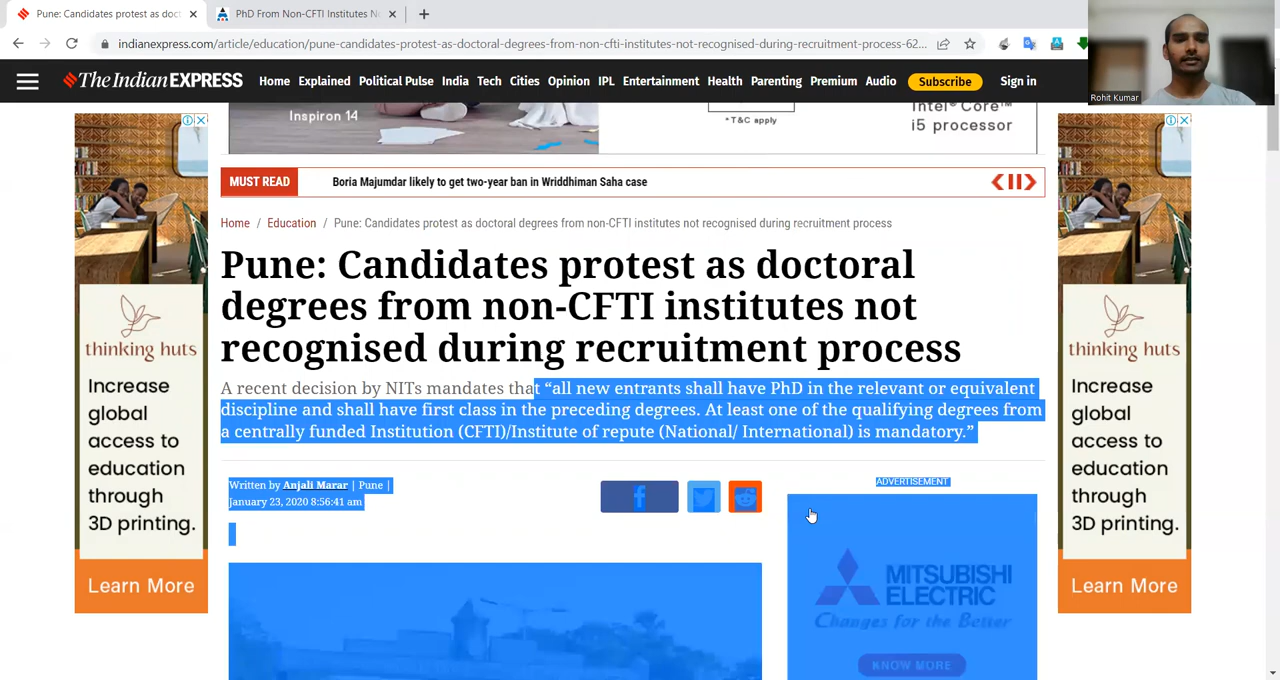 Pune: Candidates protest as doct
PhD From Non-CFTI Institutes N
indianexpress.com/article/education/pune-candidates-protest-as-doctoral-degrees-from-non-cfti-institutes-not-recognised-during-recruitment-process-62...
Rohit Kumar
The Indian EXPRESS
Home Explained Political Pulse India Tech Cities Opinion IPL Entertainment Health Parenting Premium Audio Subscribe Sign in
Inspiron 14
*T&C apply
Intel® Core™
i5 processor
MUST READ
Boria Majumdar likely to get two-year ban in Wriddhiman Saha case
Home / Education / Pune: Candidates protest as doctoral degrees from non-CFTI institutes not recognised during recruitment process
Pune: Candidates protest as doctoral
degrees from non-CFTI institutes not
recognised during recruitment process
A recent decision by NITs mandates that “all new entrants shall have PhD in the relevant or equivalent
discipline and shall have first class in the preceding degrees. At least one of the qualifying degrees from
a centrally funded Institution (CFTI)/Institute of repute (National/ International) is mandatory.”
Written by Anjali Marar | Pune |
January 23, 2020 8:56:41 am
ADVERTISEMENT
MITSUBISHI
ELECTRIC
Changes for the Better
KNOW MORE
thinking huts
Increase
global
access to
education
through
3D printing.
Learn More
thinking huts
Increase
global
access to
education
through
3D printing.
Learn More